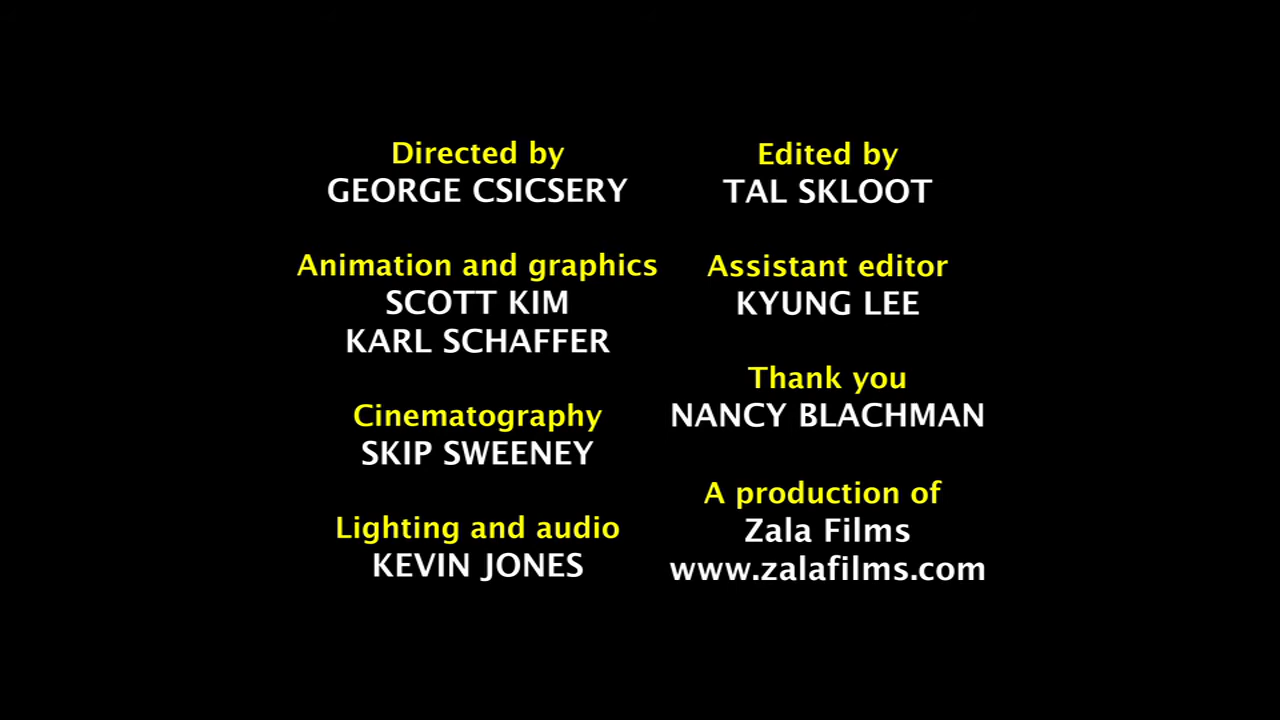 Directed by
GEORGE CSICSERY
Animation and graphics
SCOTT KIM
KARL SCHAFFER
Cinematography
SKIP SWEENEY
Lighting and audio
KEVIN JONES
Edited by
TAL SKLOOT
Assistant editor
KYUNG LEE
Thank you
NANCY BLACHMAN
A production of
Zala Films
www.zalafilms.com